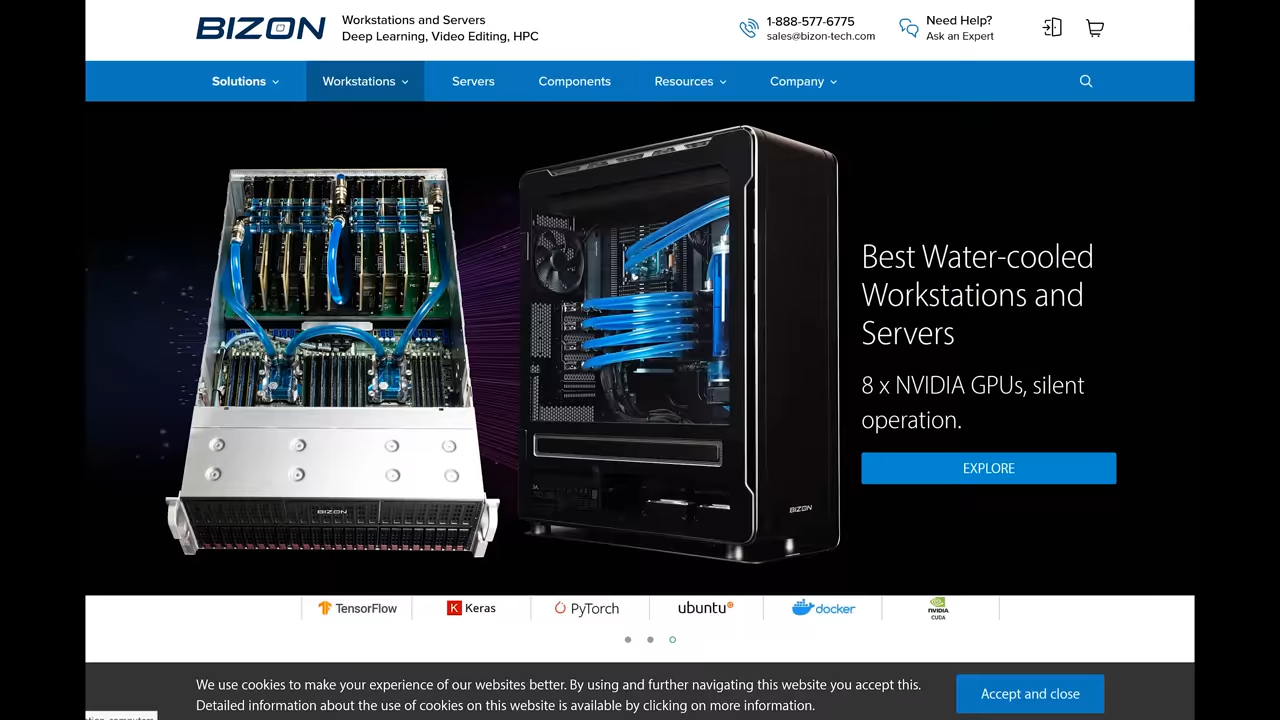 BIZON
Workstations and Servers
Deep Learning, Video Editing, HPC
1-888-577-6775
sales@bizon-tech.com
Need Help?
Ask an Expert
Solutions
Workstations
Servers
Components
Resources
Company
Best Water-cooled
Workstations and
Servers
8 x NVIDIA GPUs, silent
operation.
EXPLORE
BIZON
BIZON
TensorFlow
K Keras
PyTorch
ubuntu
docker
NVIDIA
CUDA
We use cookies to make your experience of our websites better. By using and further navigating this website you accept this.
Detailed information about the use of cookies on this website is available by clicking on more information.
Accept and close